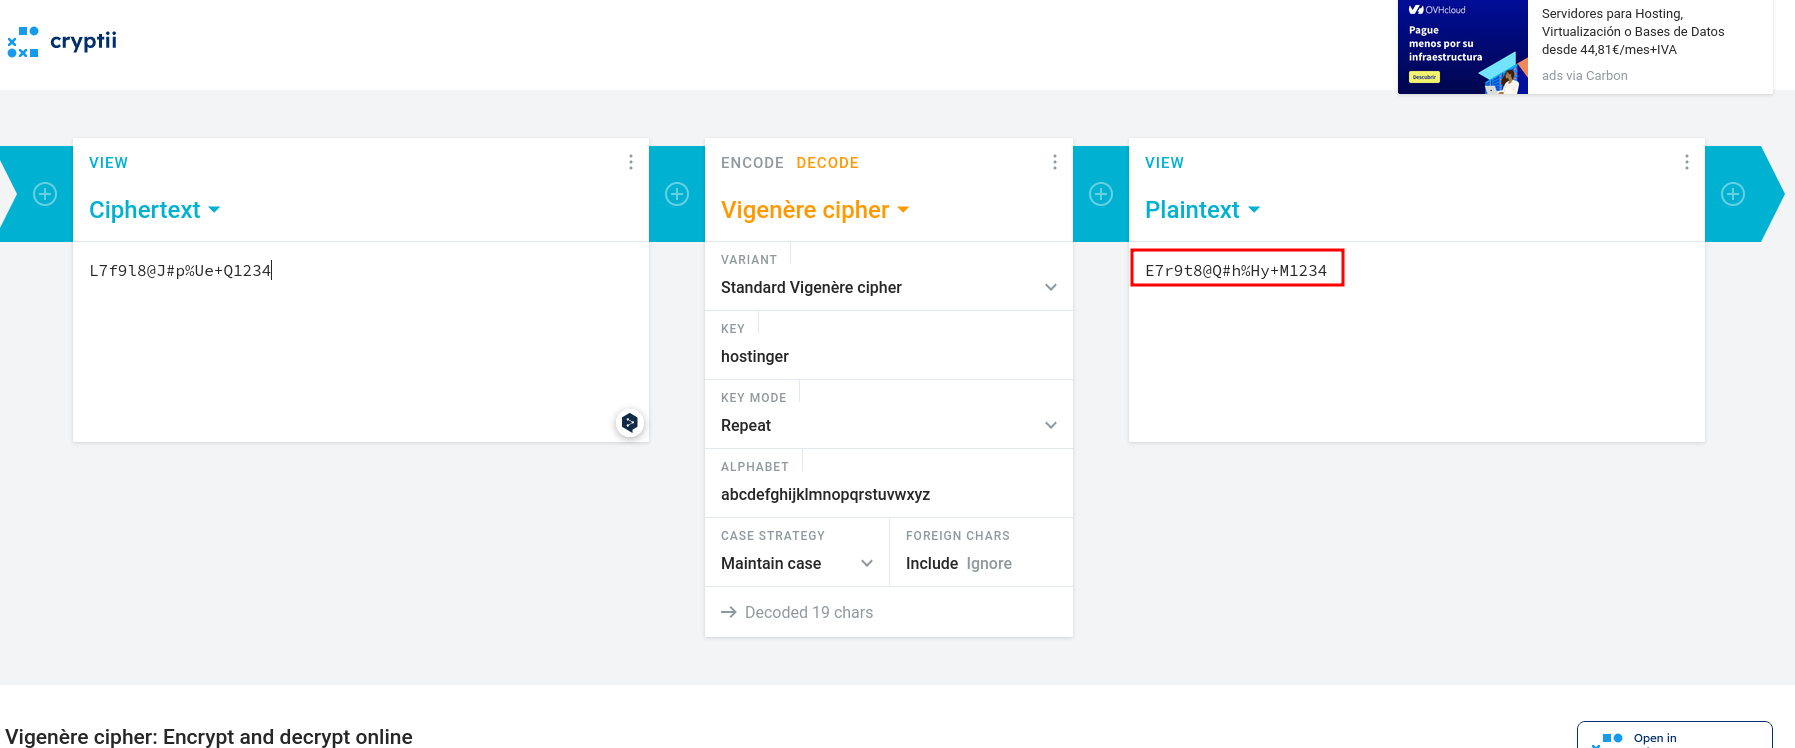 cryptii
OVHcloud
Pague
menos por su
infraestructura
Descubrir
Servidores para Hosting,
Virtualización o Bases de Datos
desde 44,81€/mes+IVA
ads via Carbon
VIEW
Ciphertext
L7f9l8@J#p%Ue+Q1234
ENCODE DECODE
Vigenère cipher
VARIANT
Standard Vigenère cipher
KEY
hostinger
KEY MODE
Repeat
ALPHABET
abcdefghijklmnopqrstuvwxyz
CASE STRATEGY
Maintain case
FOREIGN CHARS
Include Ignore
→ Decoded 19 chars
VIEW
Plaintext
E7r9t8@Q#h%Hy+M1234
Vigenère cipher: Encrypt and decrypt online
Open in